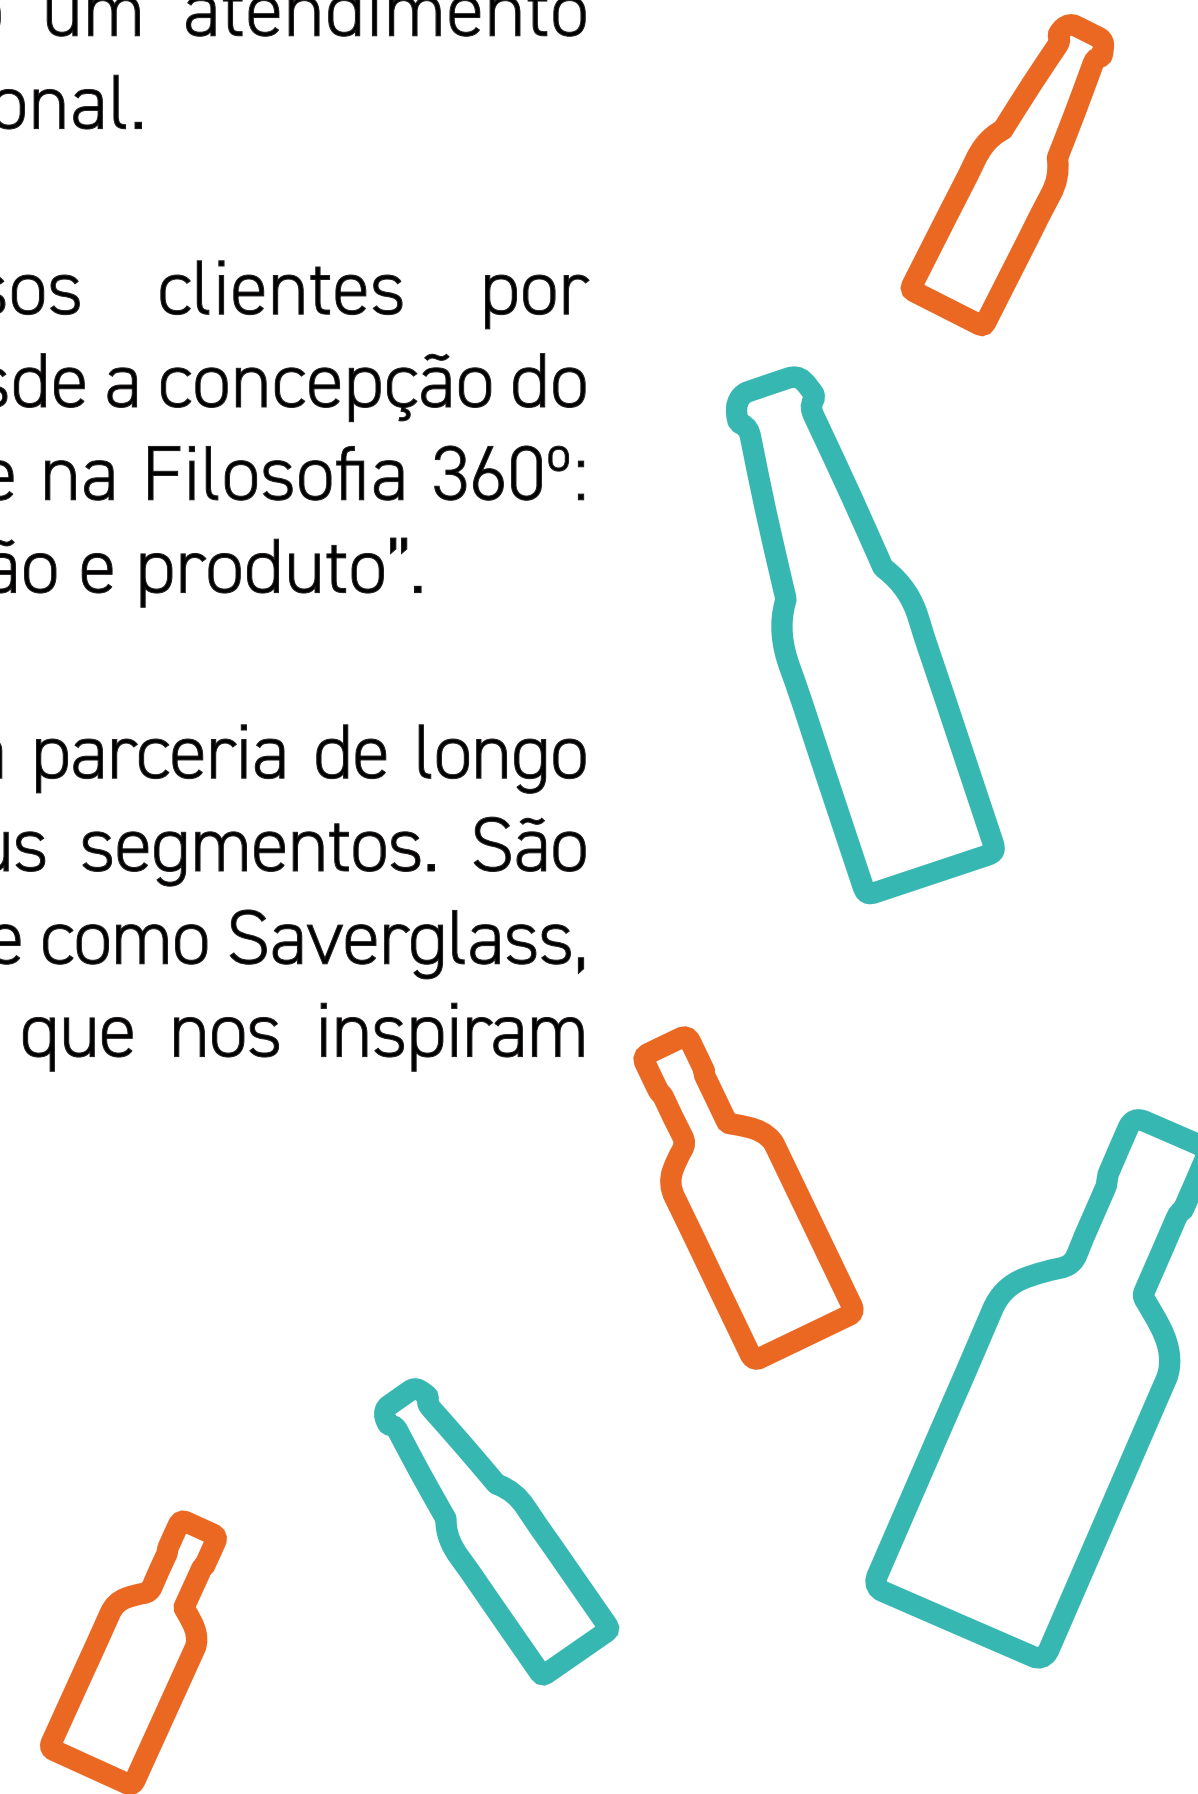 um atendimento
onal.
sos clientes por
sde a concepção do
e na Filosofia 360º:
ão e produto”.
parceria de longo
us segmentos. São
e como Saverglass,
que nos inspiram